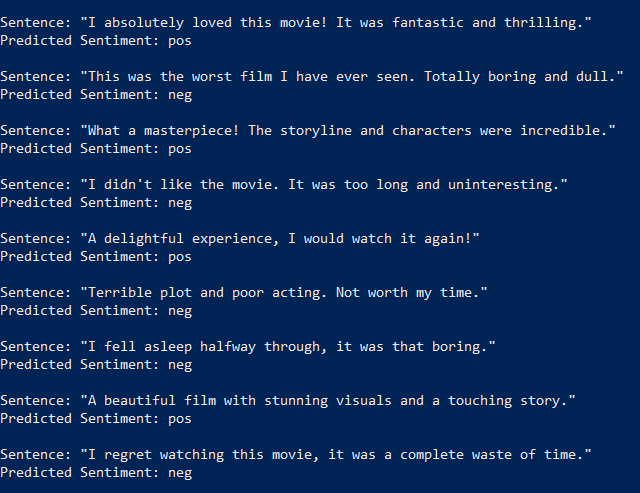 Sentence: "I absolutely loved this movie! It was fantastic and thrilling."
Predicted Sentiment: pos
Sentence: "This was the worst film I have ever seen. Totally boring and dull."
Predicted Sentiment: neg
Sentence: "What a masterpiece! The storyline and characters were incredible."
Predicted Sentiment: pos
Sentence: "I didn't like the movie. It was too long and uninteresting."
Predicted Sentiment: neg
Sentence: "A delightful experience, I would watch it again!"
Predicted Sentiment: pos
Sentence: "Terrible plot and poor acting. Not worth my time."
Predicted Sentiment: neg
Sentence: "I fell asleep halfway through, it was that boring."
Predicted Sentiment: neg
Sentence: "A beautiful film with stunning visuals and a touching story."
Predicted Sentiment: pos
Sentence: "I regret watching this movie, it was a complete waste of time."
Predicted Sentiment: neg